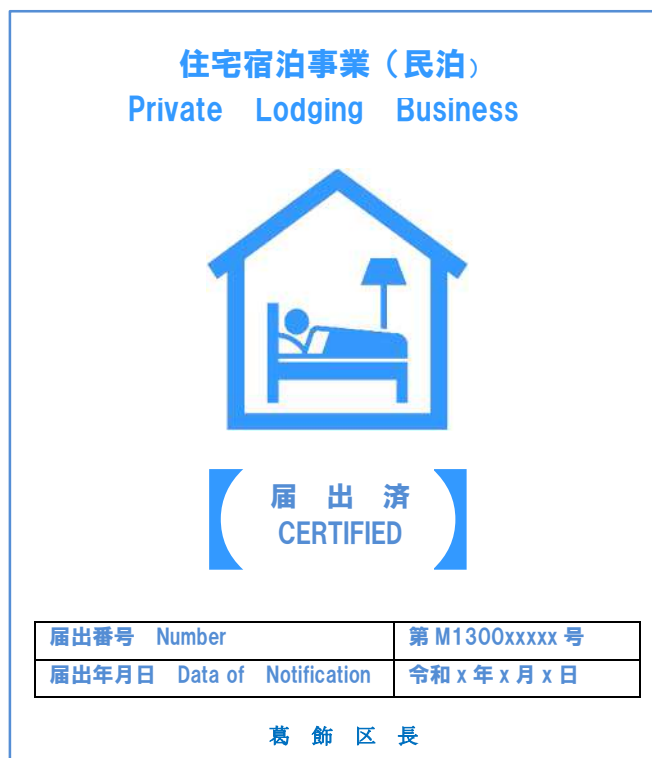 住宅宿泊事業（民泊）
Private Lodging Business
届 出 済
CERTIFIED
届出番号 Number 第 M1300xxxxx 号
届出年月日 Data of Notification 令和 x 年 x 月 x 日
葛 飾 区 長